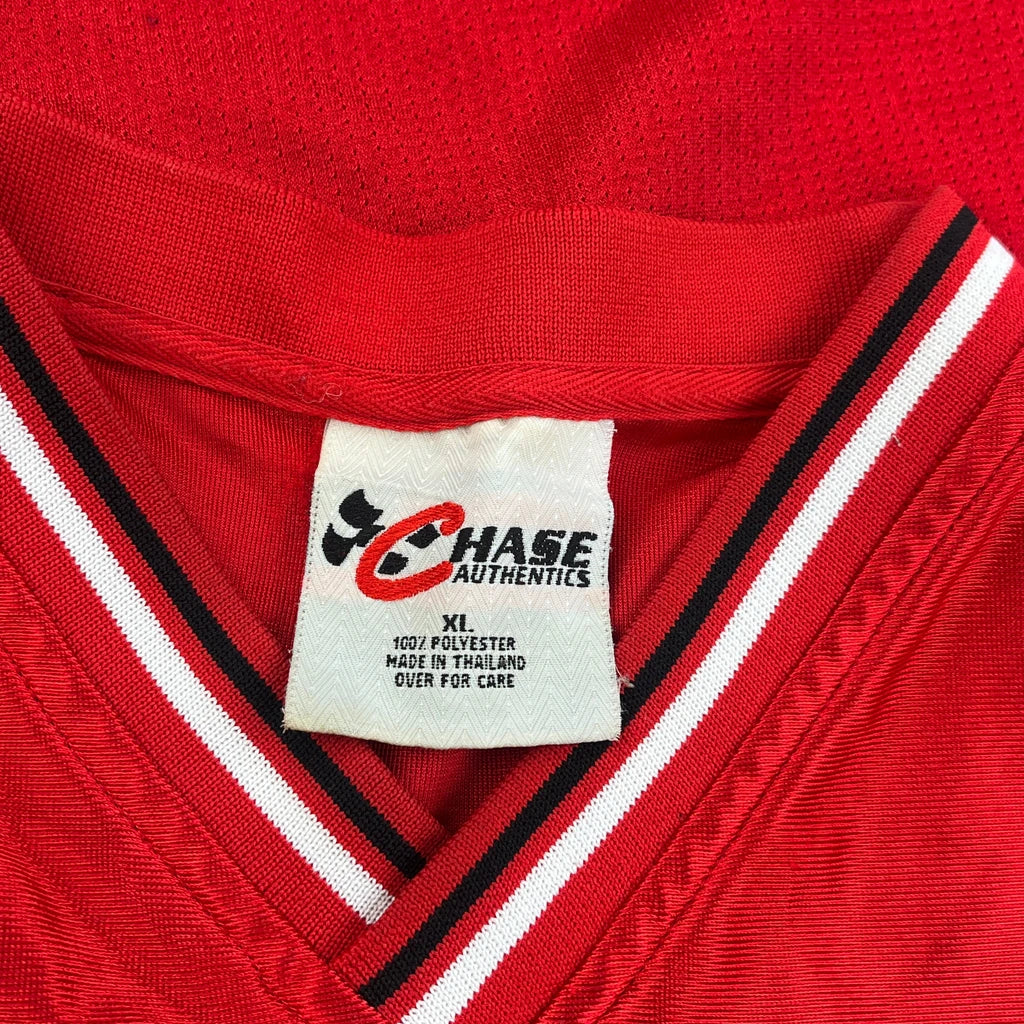 CHASE
AUTHENTICS
XL
100% POLYESTER
MADE IN THAILAND
OVER FOR CARE